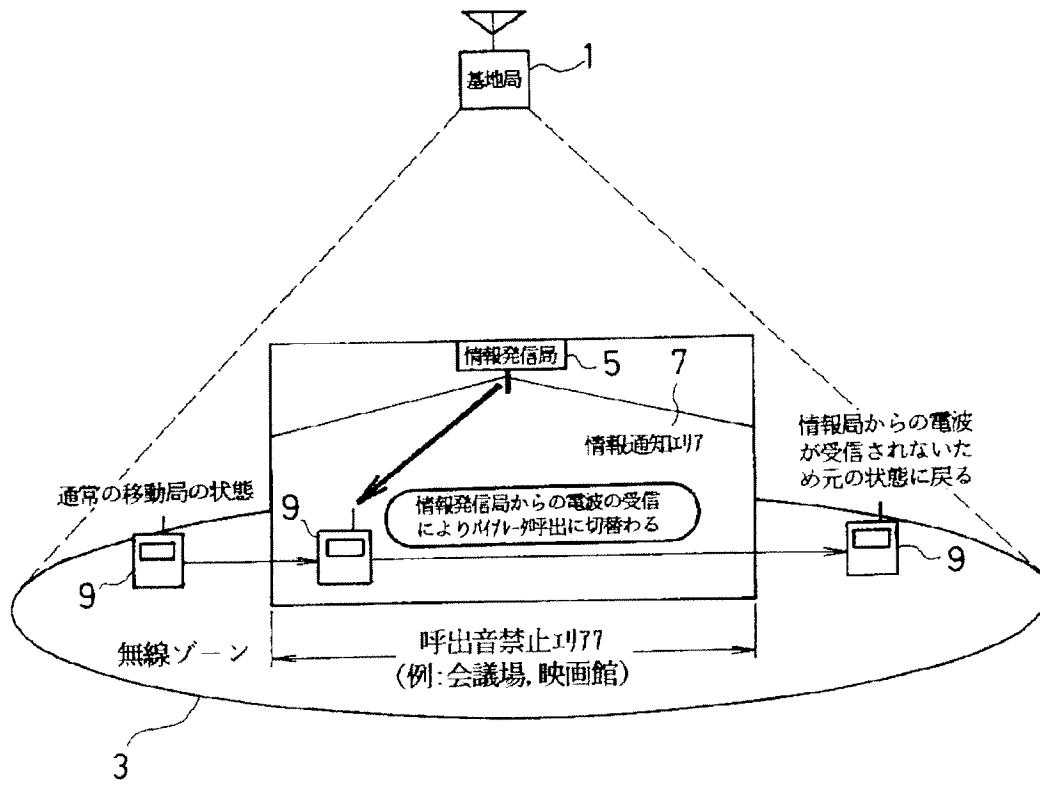 基地局
1
情報発信局
5
7
情報通知ｴﾘｱ
情報局からの電波
が受信されないた
め元の状態に戻る
通常の移動局の状態
9
情報発信局からの電波の受信
によりﾊﾞｲﾌﾞﾚｰﾀ呼出に切替わる
9
9
無線ゾーン
呼出音禁止ｴﾘｱ7
(例:会議場,映画館)
3